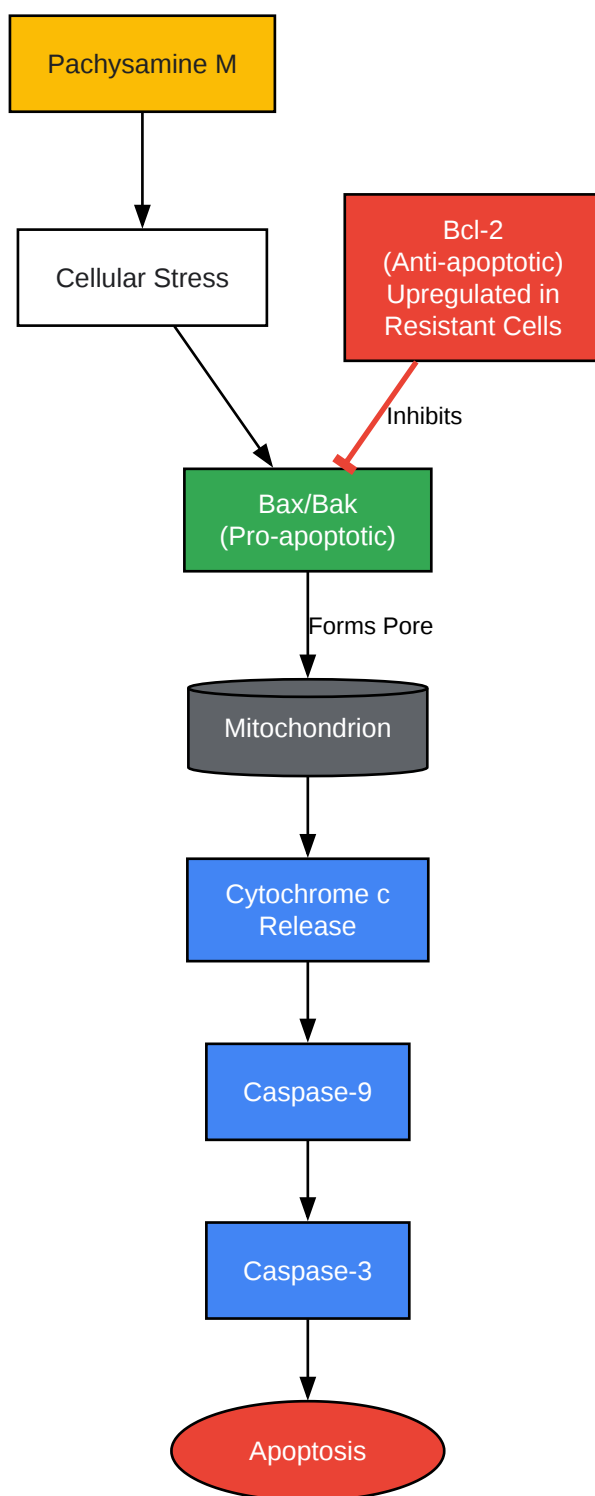 Pachysamine M
Cellular Stress
Bcl-2
(Anti-apoptotic)
Upregulated in
Resistant Cells
Inhibits
Bax/Bak
(Pro-apoptotic)
Forms Pore
Mitochondrion
Cytochrome c
Release
Caspase-9
Caspase-3
Apoptosis